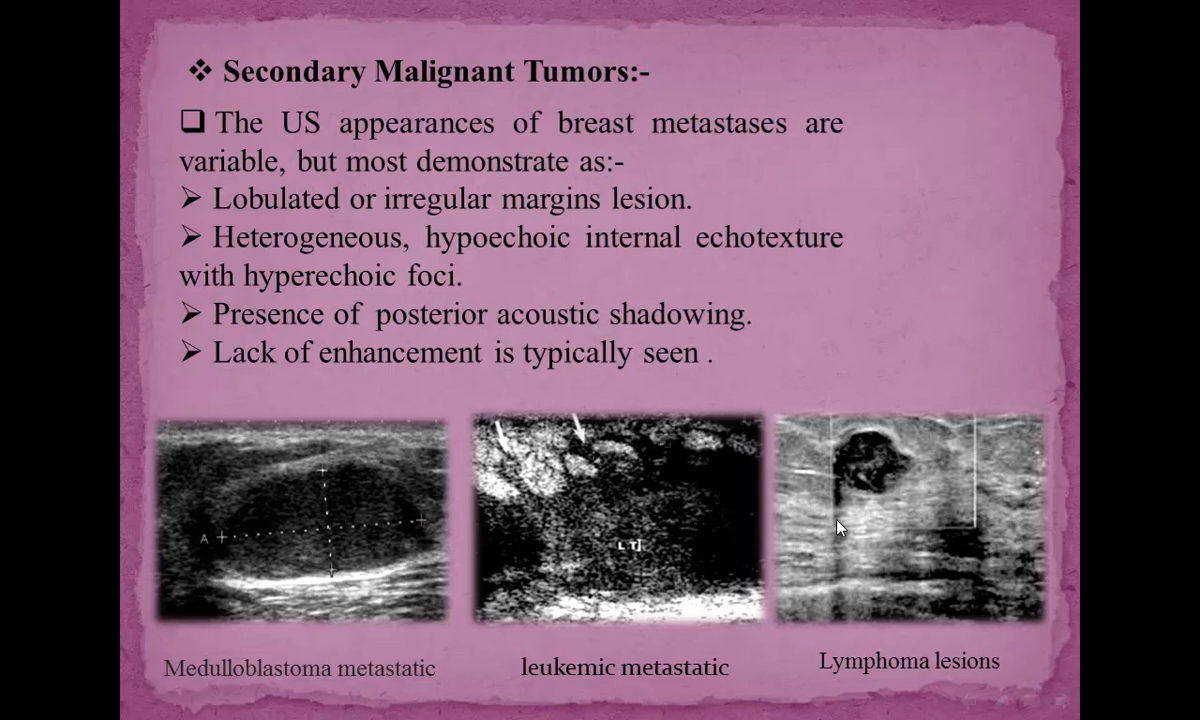 ❖ Secondary Malignant Tumors:-
❑ The US appearances of breast metastases are
variable, but most demonstrate as:-
➢ Lobulated or irregular margins lesion.
➢ Heterogeneous, hypoechoic internal echotexture
with hyperechoic foci.
➢ Presence of posterior acoustic shadowing.
➢ Lack of enhancement is typically seen .
A
L T
Medulloblastoma metastatic
leukemic metastatic
Lymphoma lesions